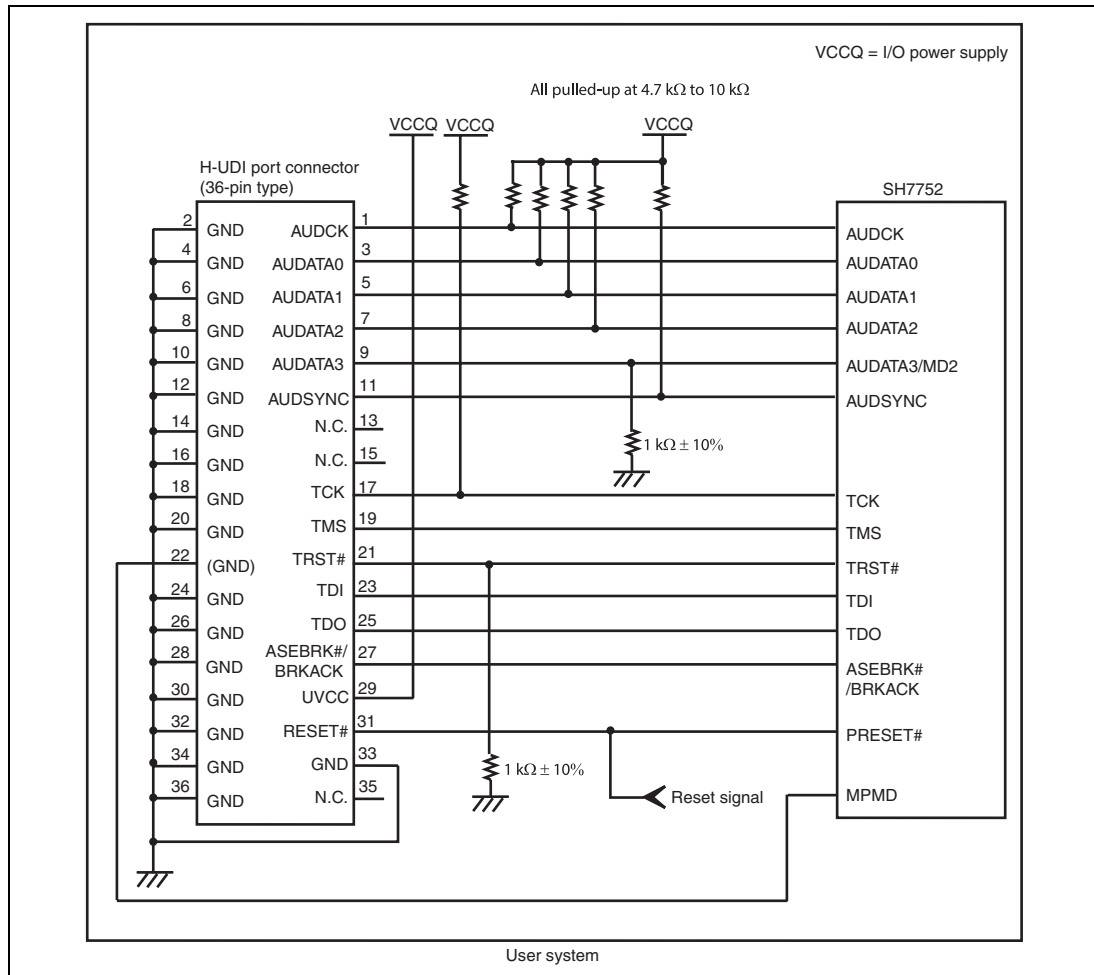 VCCQ = I/O power supply
All pulled-up at 4.7 kΩ to 10 kΩ
VCCQ VCCQ VCCQ
H-UDI port connector
(36-pin type)
SH7752
2 GND AUDCK 1 AUDCK
4 GND AUDATA0 3 AUDATA0
6 GND AUDATA1 5 AUDATA1
8 GND AUDATA2 7 AUDATA2
10 GND AUDATA3 9 AUDATA3/MD2
12 GND AUDSYNC 11 AUDSYNC
14 GND N.C. 13
1 kΩ ± 10%
16 GND N.C. 15
18 GND TCK 17 TCK
20 GND TMS 19 TMS
22 (GND) TRST# 21 TRST#
24 GND TDI 23 TDI
26 GND TDO 25 TDO
28 GND ASEBRK#/ 27 ASEBRK#
BRKACK /BRKACK
30 GND UVCC 29
32 GND RESET# 31 PRESET#
34 GND GND 33
1 kΩ ± 10%
36 GND N.C. 35 Reset signal MPMD
User system